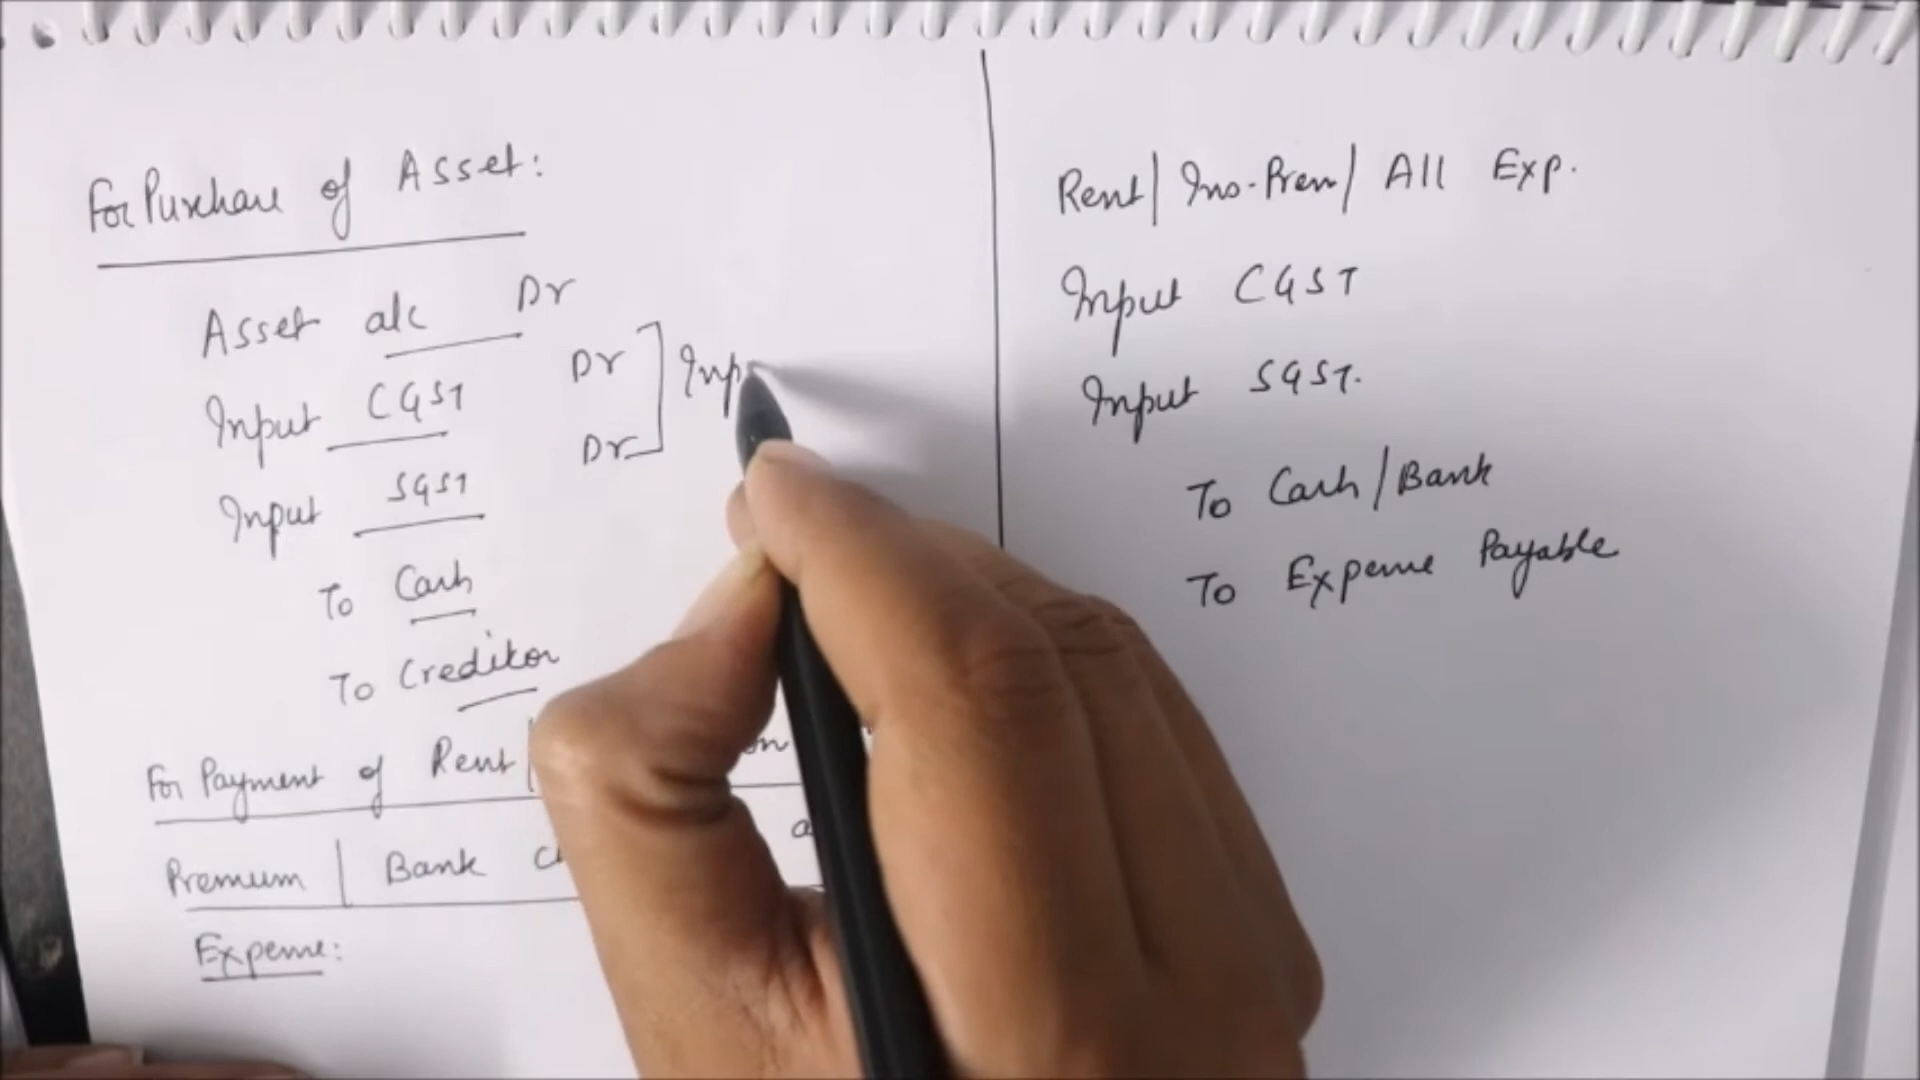 For Purchase of Asset:
Asset a/c Dr
Input CGST Dr
Input SGST Dr
Inp
To Cash
To Creditor
For Payment of Rent |
Premium | Bank
Expense:
Rent/ Ins-Prem/ All Exp.
Input CGST
Input SGST.
To Cash/Bank
To Expense Payable